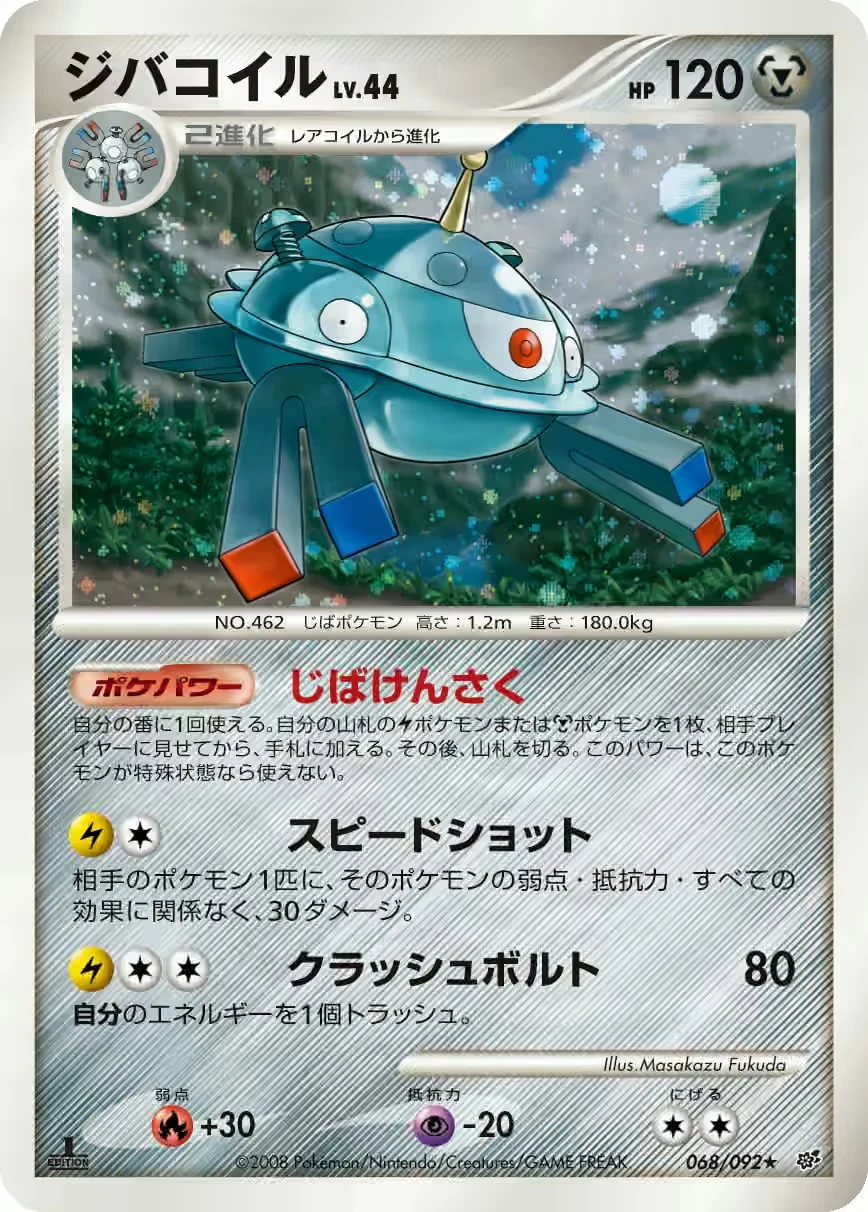 ジバコイル LV.44 HP 120
2進化 レアコイルから進化
NO.462 じばポケモン 高さ:1.2m 重さ:180.0kg
ポケパワー じばけんさく
自分の番に1回使える。自分の山札のポケモンまたはポケモンを1枚、相手プレ
イヤーに見せてから、手札に加える。その後、山札を切る。このパワーは、このポケ
モンが特殊状態なら使えない。
スピードショット
相手のポケモン1匹に、そのポケモンの弱点・抵抗力・すべての
効果に関係なく、30ダメージ。
クラッシュボルト 80
自分のエネルギーを1個トラッシュ。
Illus.Masakazu Fukuda
弱点 抵抗力 にげる
+30 -20
1 EDITION ©2008 Pokémon/Nintendo/Creatures/GAME FREAK. 068/092★